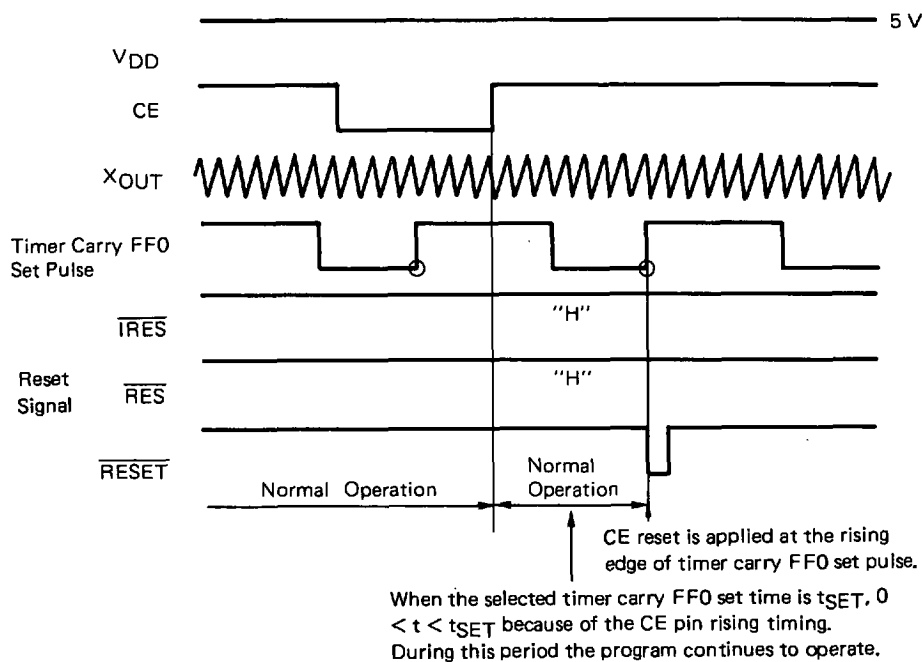 5 V
VDD
CE
XOUT
Timer Carry FF0
Set Pulse
IRES
"H"
Reset
Signal
RES
"H"
RESET
Normal Operation
Normal
Operation
CE reset is applied at the rising
edge of timer carry FF0 set pulse.
When the selected timer carry FF0 set time is tSET, 0
< t < tSET because of the CE pin rising timing.
During this period the program continues to operate.